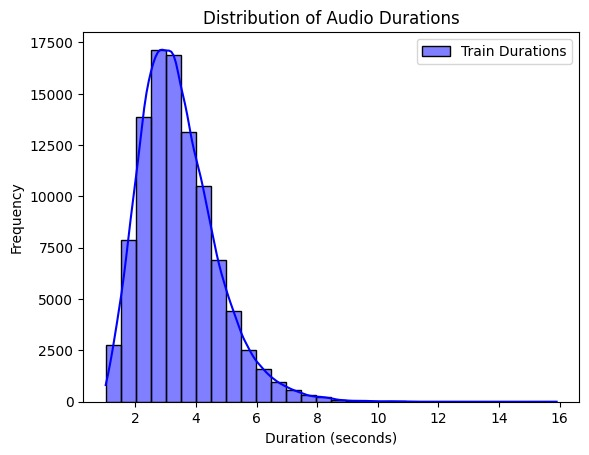 Distribution of Audio Durations
Train Durations
17500
15000
12500
10000
7500
5000
2500
0
Frequency
2 4 6 8 10 12 14 16
Duration (seconds)